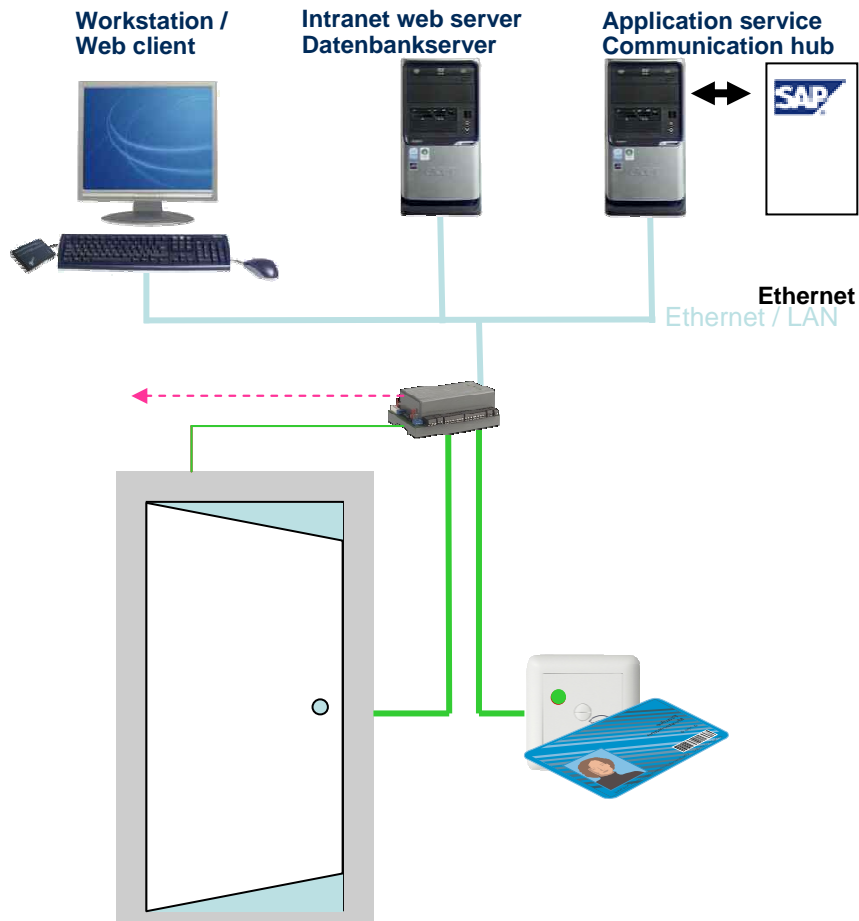 Workstation /
Web client
Intranet web server
Datenbankserver
Application service
Communication hub
SAP
Ethernet
Ethernet / LAN